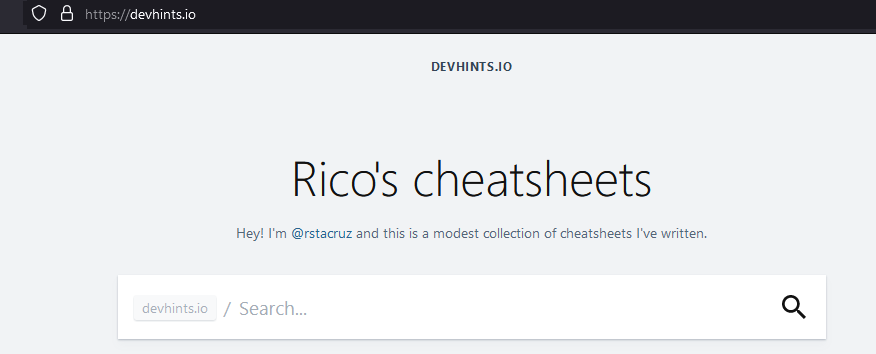 https://devhints.io
DEVHINTS.IO
Rico's cheatsheets
Hey! I'm @rstacruz and this is a modest collection of cheatsheets I've written.
devhints.io / Search...